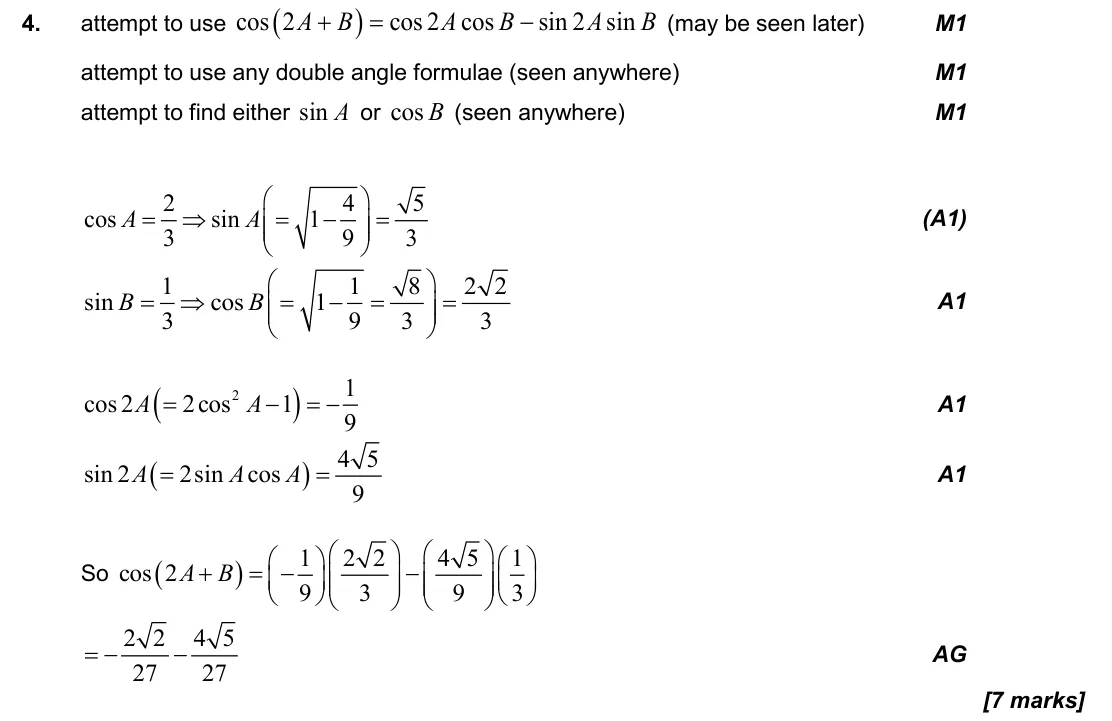 4. attempt to use cos(2A + B) = cos 2A cos B − sin 2A sin B (may be seen later) M1
attempt to use any double angle formulae (seen anywhere) M1
attempt to find either sin A or cos B (seen anywhere) M1
cos A = 2/3 ⇒ sin A (= √(1 − 4/9)) = √5/3 (A1)
sin B = 1/3 ⇒ cos B (= √(1 − 1/9) = √8/3) = 2√2/3 A1
cos 2A (= 2cos² A − 1) = −1/9 A1
sin 2A (= 2 sin A cos A) = 4√5/9 A1
So cos(2A + B) = (−1/9)(2√2/3) − (4√5/9)(1/3)
= −2√2/27 − 4√5/27 AG
[7 marks]